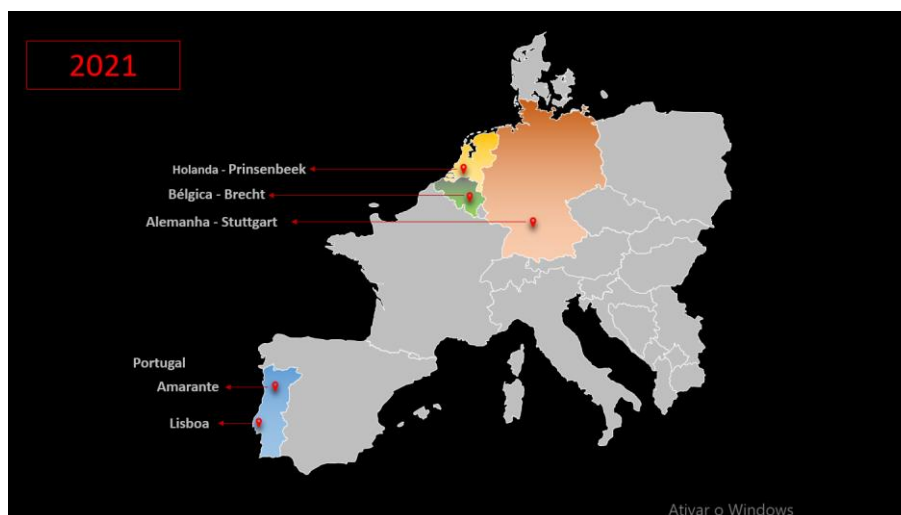 2021
Holanda - Prinsenbeek
Bélgica - Brecht
Alemanha - Stuttgart
Portugal
Amarante
Lisboa
Ativar o Windows